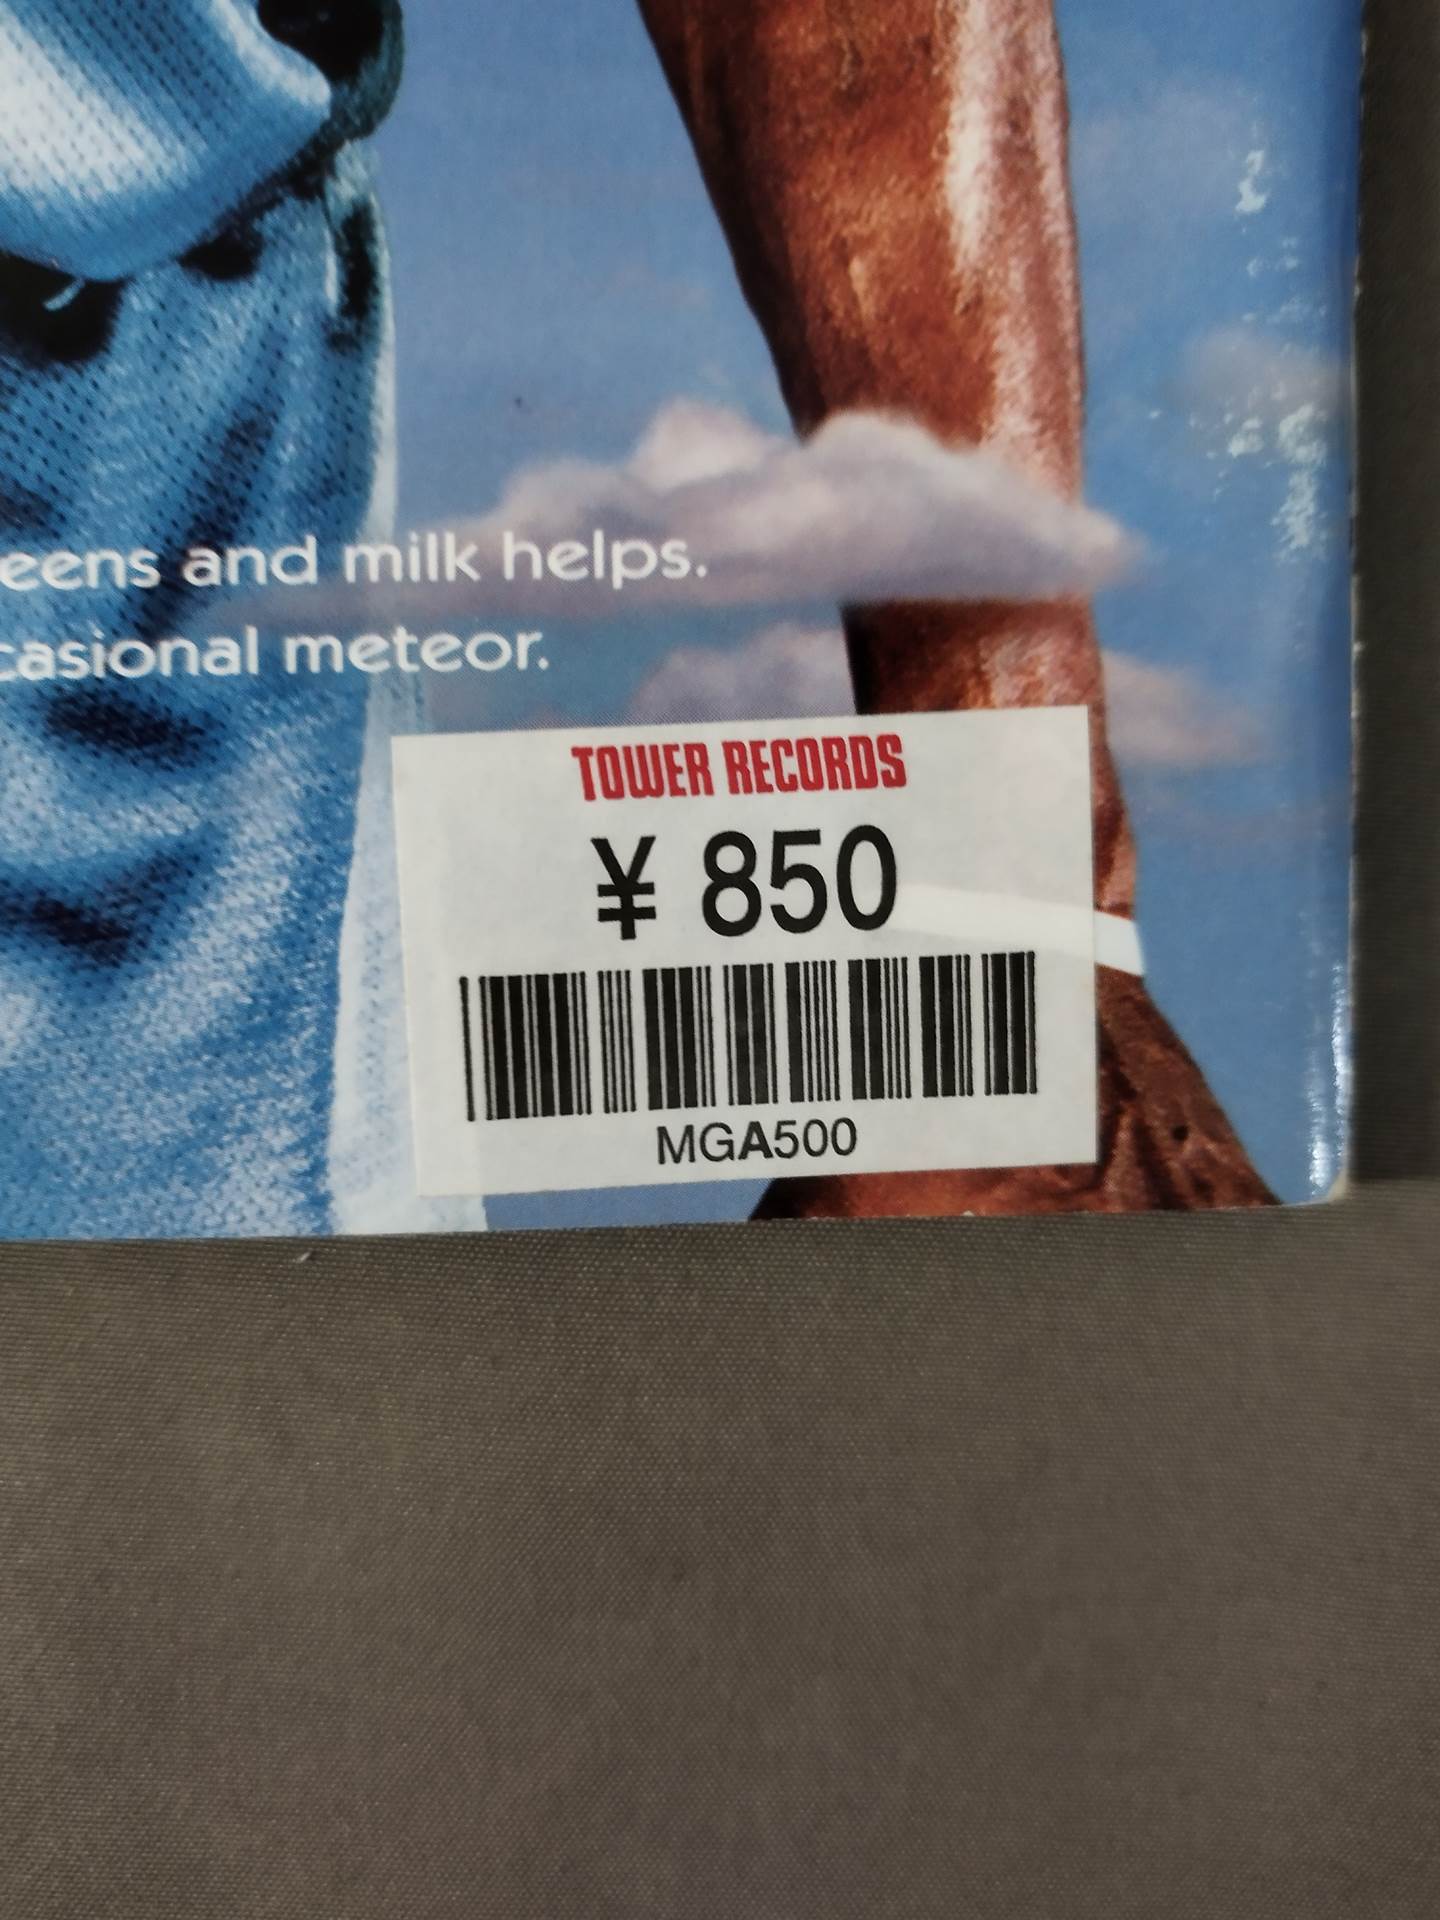 eens and milk helps.
casional meteor.
TOWER RECORDS
¥ 850
MGA500